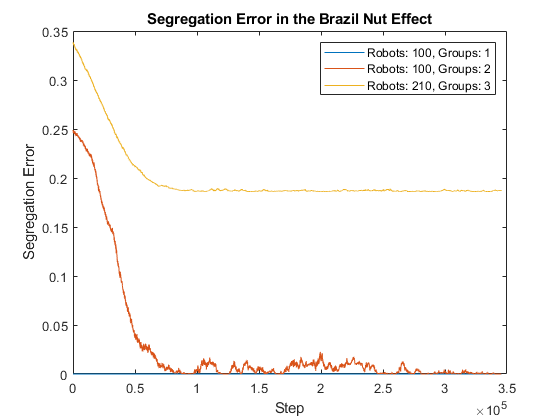 Segregation Error in the Brazil Nut Effect
Robots: 100, Groups: 1
Robots: 100, Groups: 2
Robots: 210, Groups: 3
Segregation Error
0.35
0.3
0.25
0.2
0.15
0.1
0.05
0
0 0.5 1 1.5 2 2.5 3 3.5
Step
×10⁵